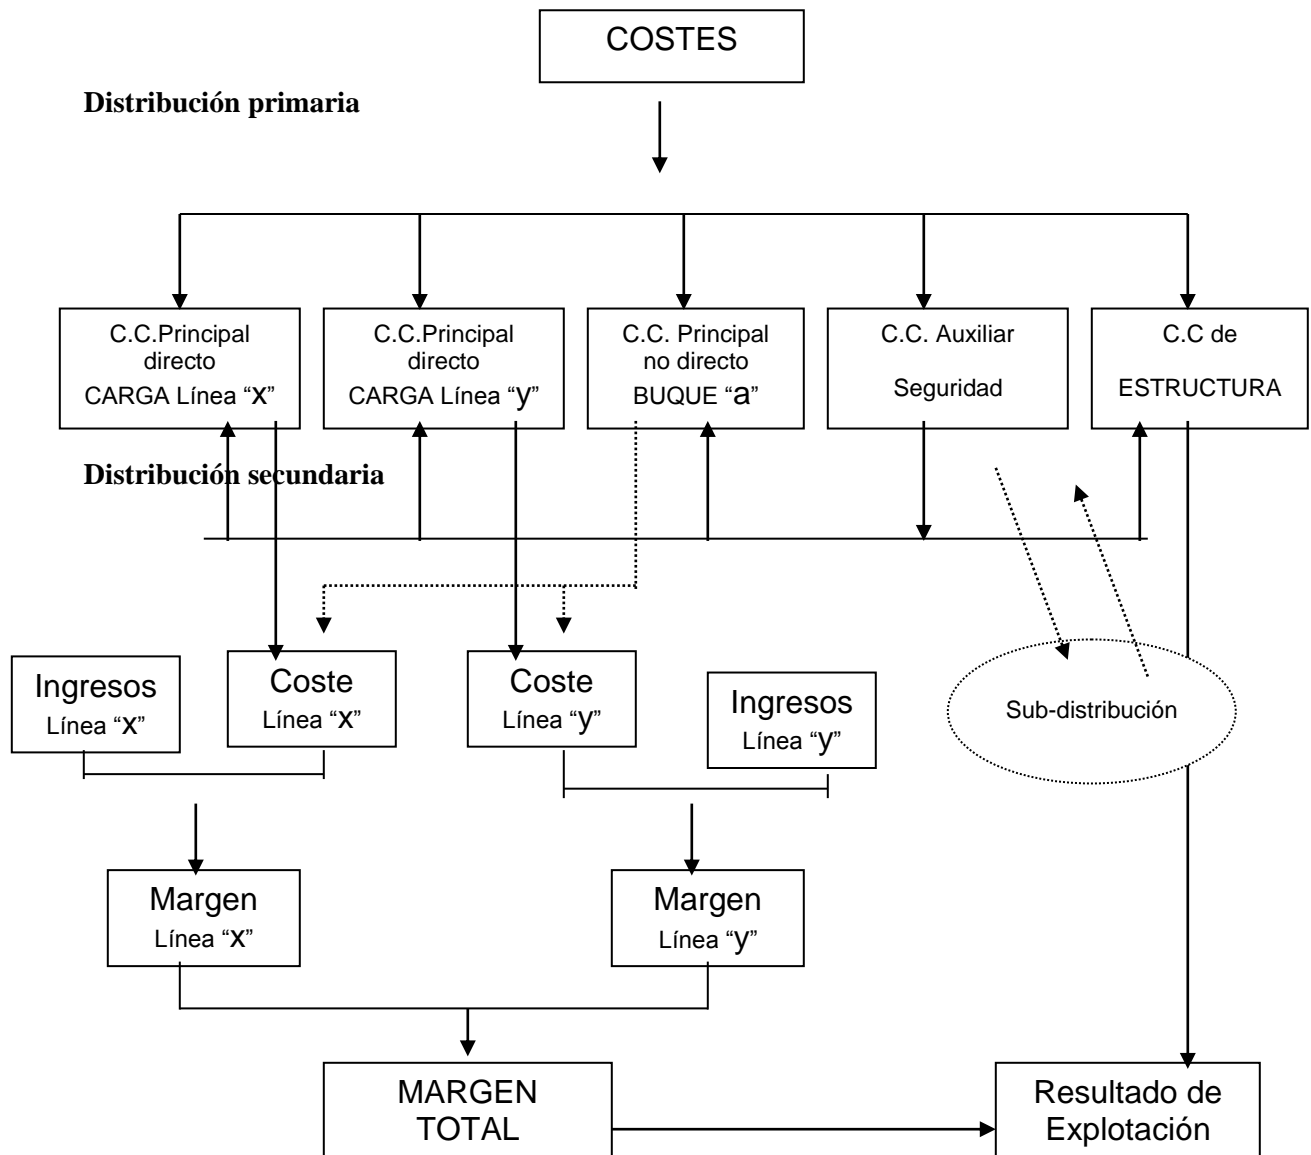 COSTES
Distribución primaria
C.C.Principal
directo
CARGA Línea “x”
C.C.Principal
directo
CARGA Línea “y”
C.C. Principal
no directo
BUQUE “a”
C.C. Auxiliar
Seguridad
C.C de
ESTRUCTURA
Distribución secundaria
Ingresos
Línea “x”
Coste
Línea “x”
Coste
Línea “y”
Ingresos
Línea “y”
Sub-distribución
Margen
Línea “x”
Margen
Línea “y”
MARGEN
TOTAL
Resultado de
Explotación